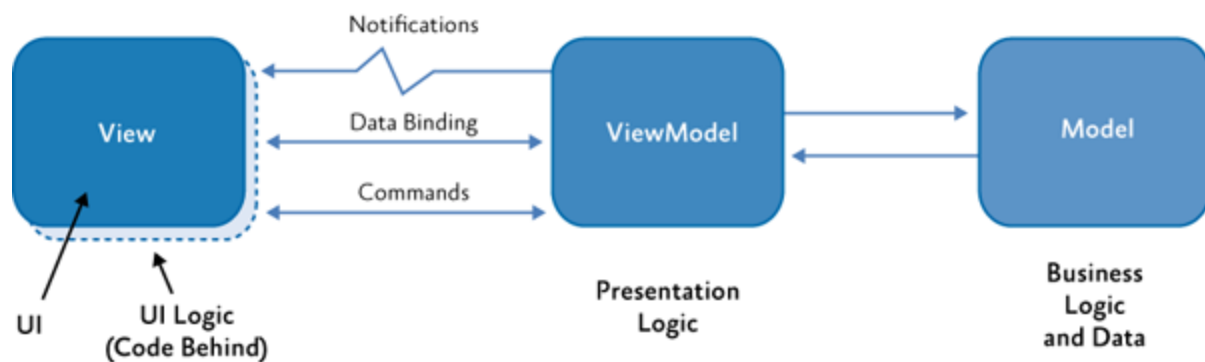 Notifications
View
Data Binding
ViewModel
Model
Commands
UI
UI Logic
(Code Behind)
Presentation
Logic
Business
Logic
and Data